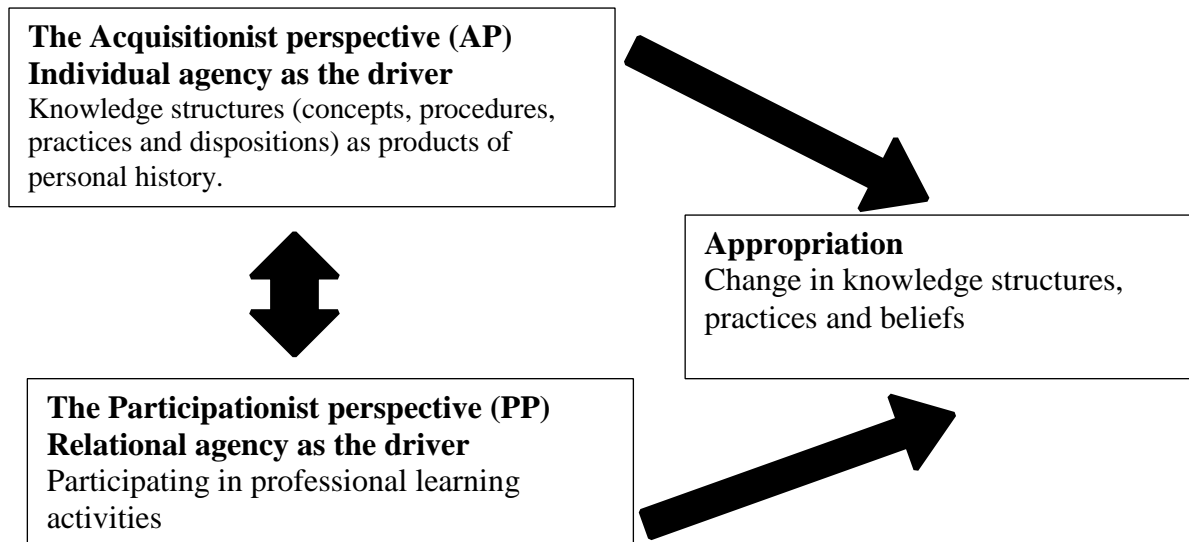 The Acquisitionist perspective (AP)
Individual agency as the driver
Knowledge structures (concepts, procedures,
practices and dispositions) as products of
personal history.
Appropriation
Change in knowledge structures,
practices and beliefs
The Participationist perspective (PP)
Relational agency as the driver
Participating in professional learning
activities